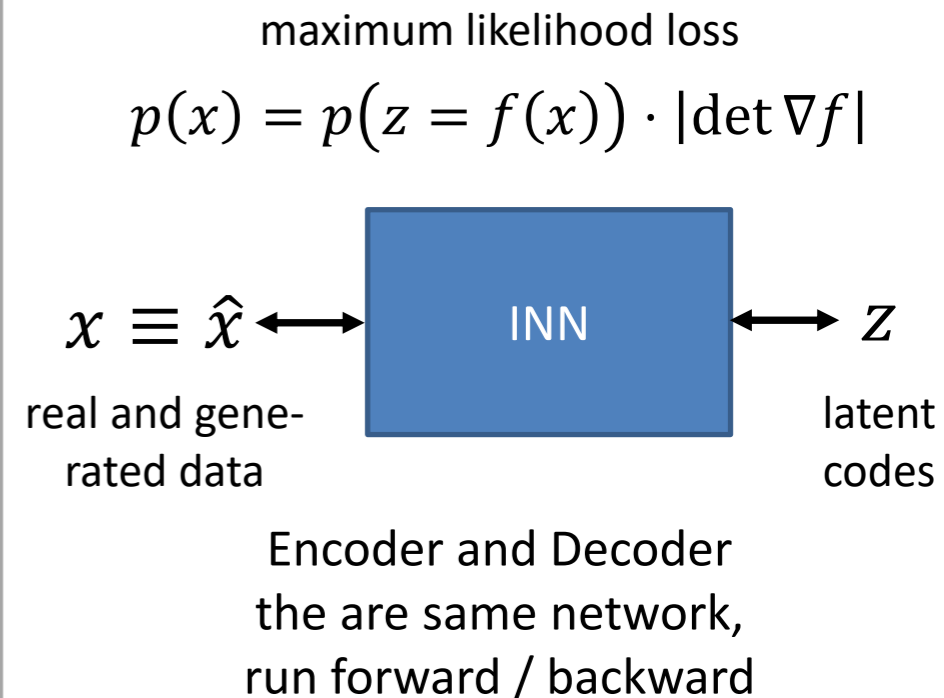 maximum likelihood loss
p(x) = p(z = f(x)) · |det ∇f|
x ≡ x̂
INN
z
real and gene-
rated data
latent
codes
Encoder and Decoder
the are same network,
run forward / backward